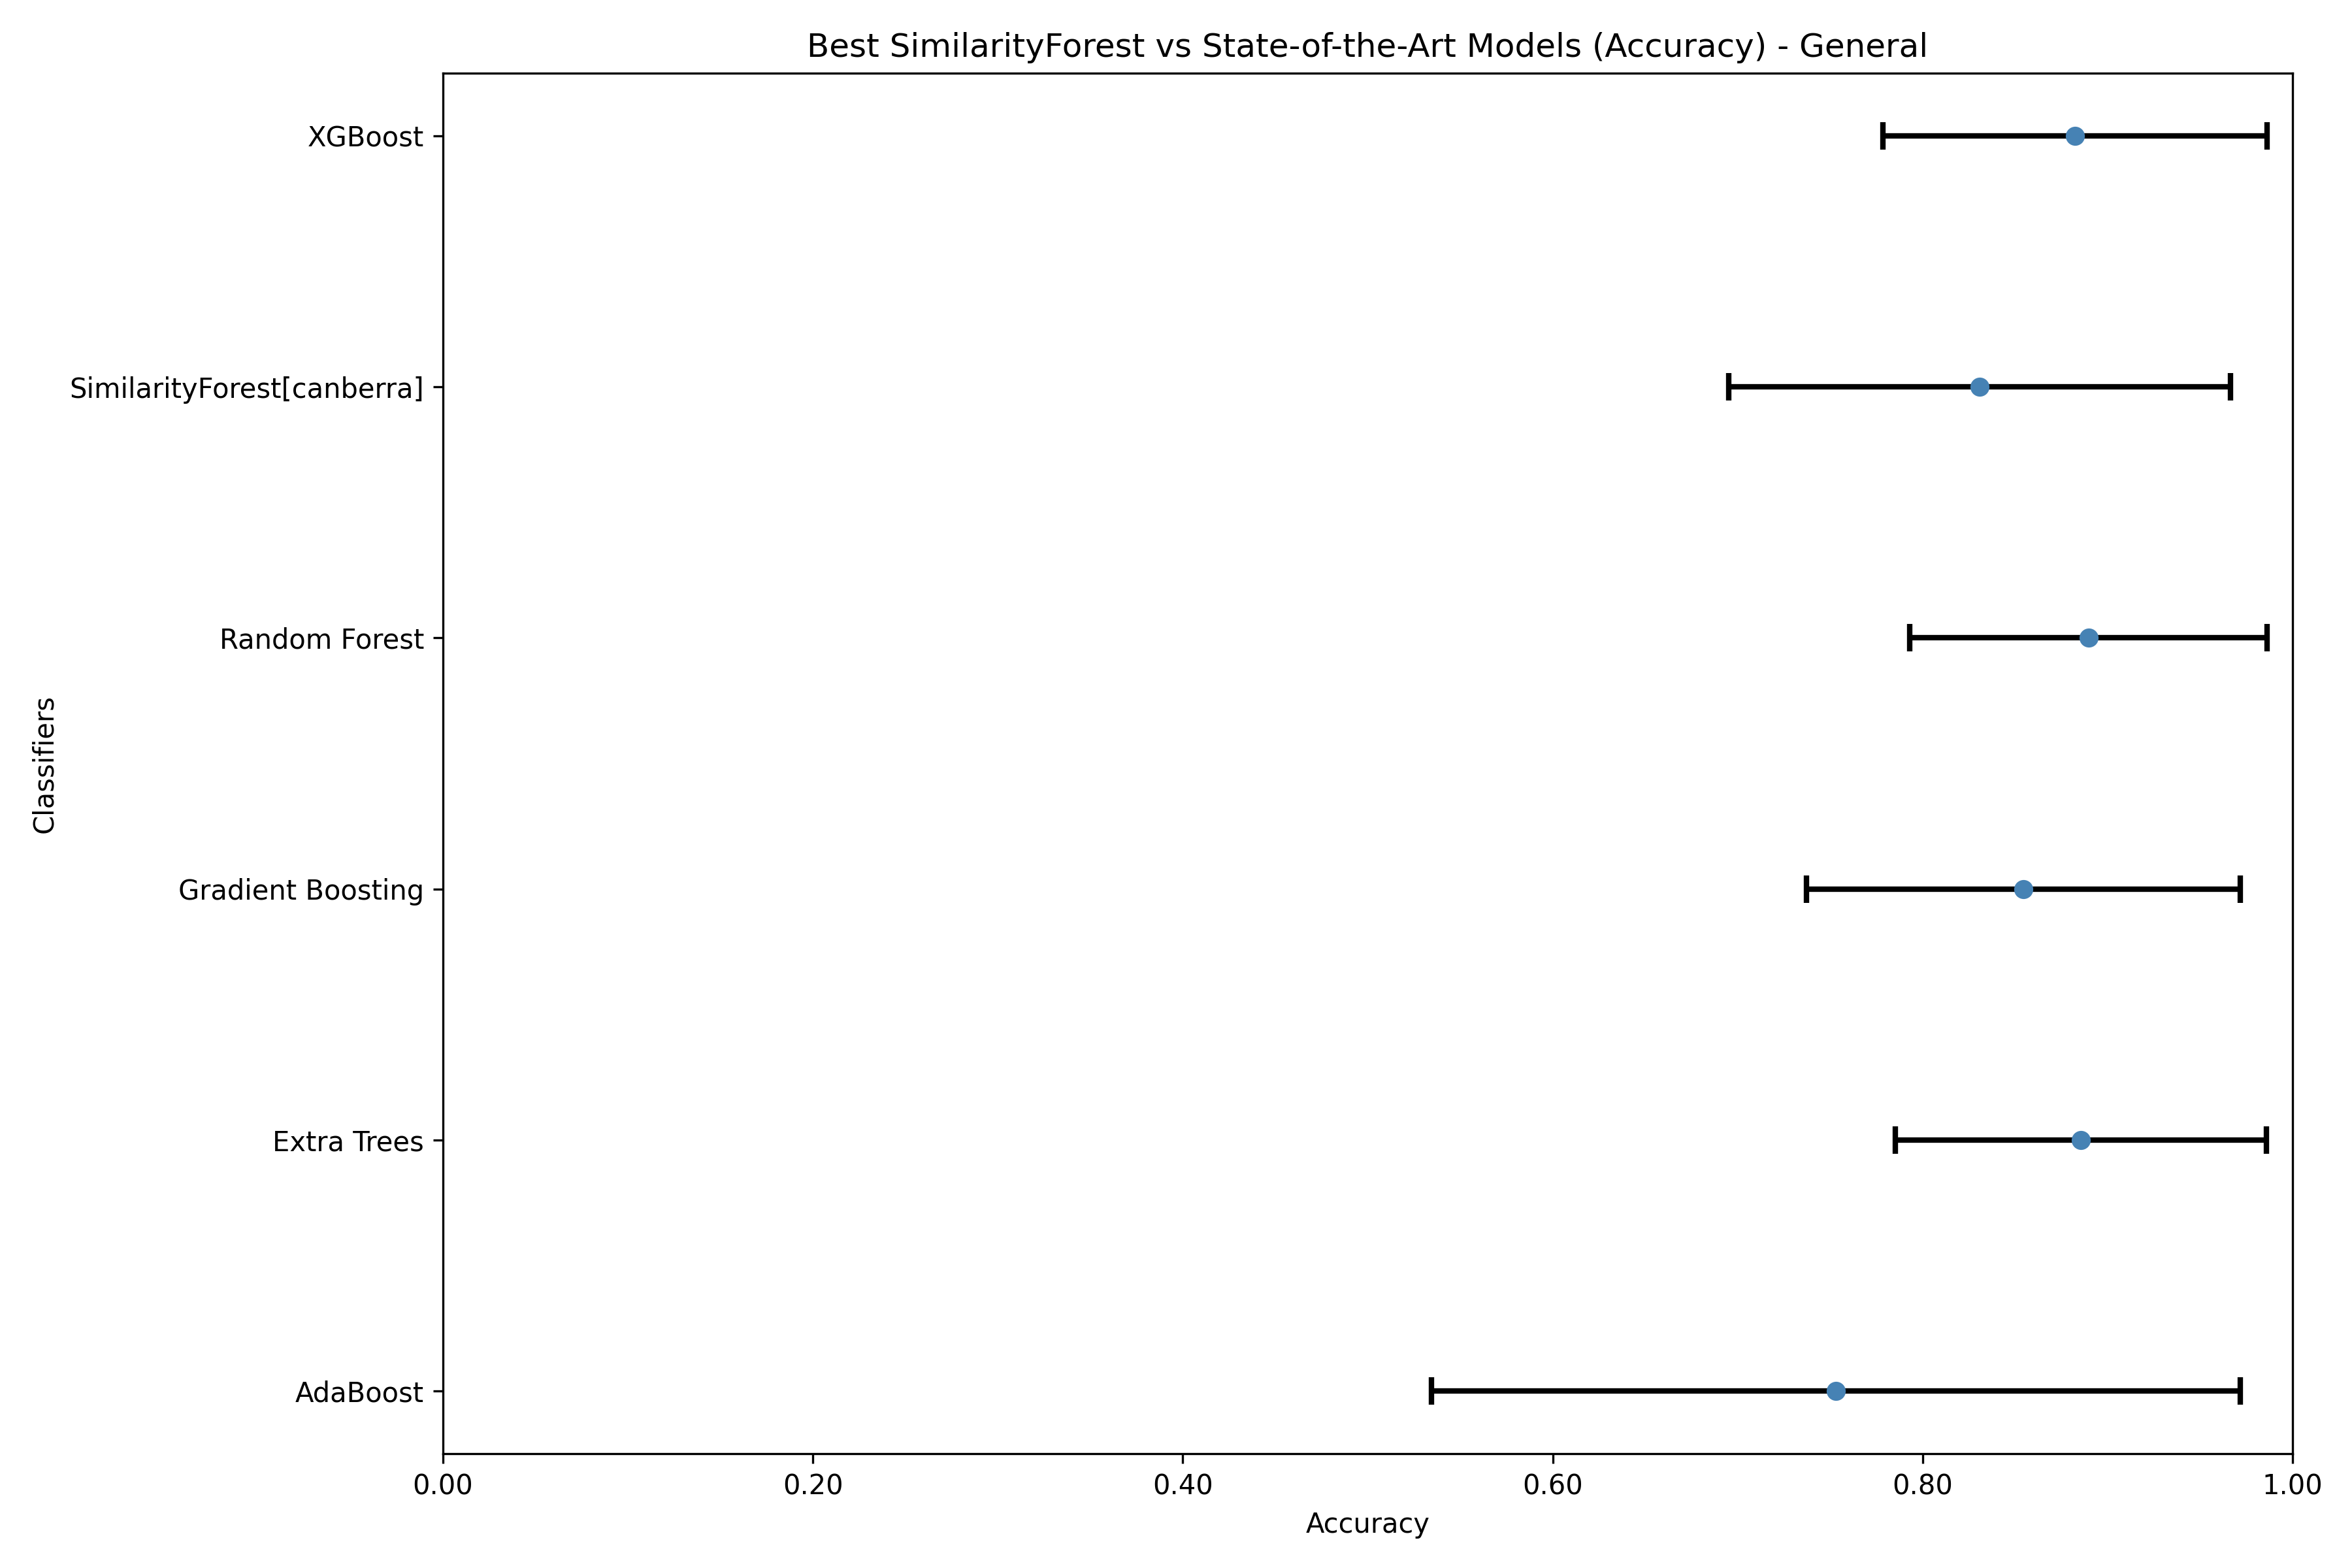 Best SimilarityForest vs State-of-the-Art Models (Accuracy) - General
XGBoost
SimilarityForest[canberra]
Random Forest
Gradient Boosting
Extra Trees
AdaBoost
Classifiers
0.00 0.20 0.40 0.60 0.80 1.00
Accuracy